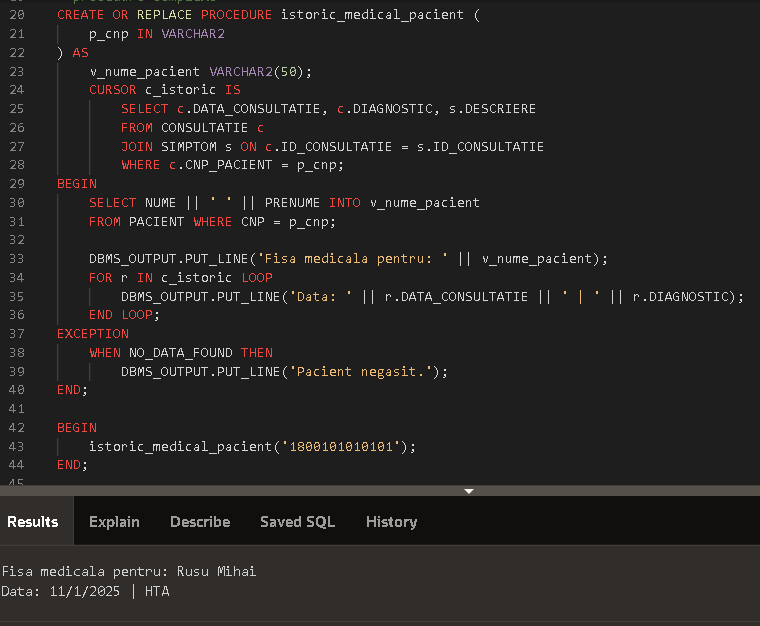 20 CREATE OR REPLACE PROCEDURE istoric_medical_pacient (
21 p_cnp IN VARCHAR2
22 ) AS
23 v_nume_pacient VARCHAR2(50);
24 CURSOR c_istoric IS
25 SELECT c.DATA_CONSULTATIE, c.DIAGNOSTIC, s.DESCRIERE
26 FROM CONSULTATIE c
27 JOIN SIMPTOM s ON c.ID_CONSULTATIE = s.ID_CONSULTATIE
28 WHERE c.CNP_PACIENT = p_cnp;
29 BEGIN
30 SELECT NUME || ' ' || PRENUME INTO v_nume_pacient
31 FROM PACIENT WHERE CNP = p_cnp;
32
33 DBMS_OUTPUT.PUT_LINE('Fisa medicala pentru: ' || v_nume_pacient);
34 FOR r IN c_istoric LOOP
35 DBMS_OUTPUT.PUT_LINE('Data: ' || r.DATA_CONSULTATIE || ' | ' || r.DIAGNOSTIC);
36 END LOOP;
37 EXCEPTION
38 WHEN NO_DATA_FOUND THEN
39 DBMS_OUTPUT.PUT_LINE('Pacient negasit.');
40 END;
41
42 BEGIN
43 istoric_medical_pacient('1800101010101');
44 END;
45
Results Explain Describe Saved SQL History
Fisa medicala pentru: Rusu Mihai
Data: 11/1/2025 | HTA